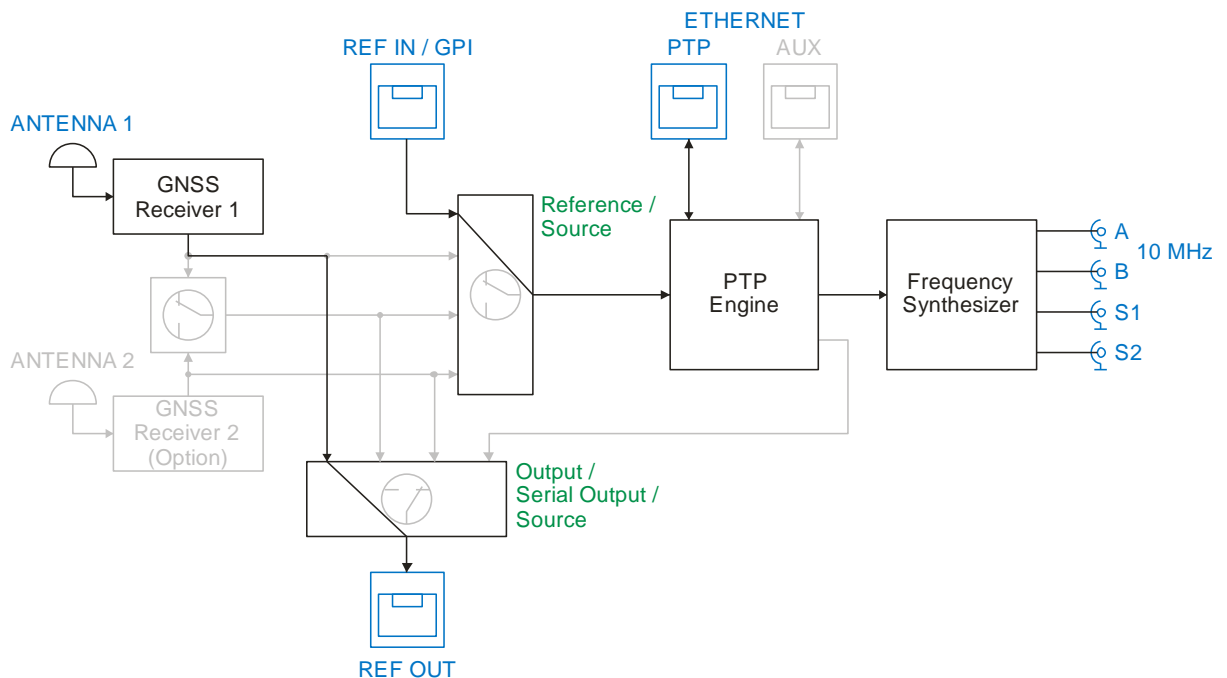 ETHERNET
REF IN / GPI
PTP
AUX
ANTENNA 1
GNSS
Receiver 1
Reference /
Source
PTP
Engine
Frequency
Synthesizer
A
10 MHz
B
S1
S2
ANTENNA 2
GNSS
Receiver 2
(Option)
Output /
Serial Output /
Source
REF OUT